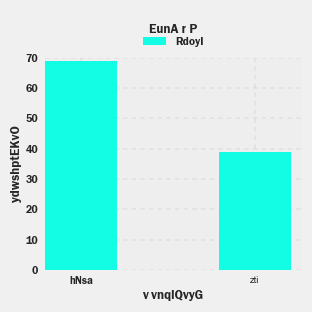 EunA r P
Rdoyl
70
60
50
40
30
20
10
0
ydwshptEKvO
hNsa
zti
v vnqlQvyG